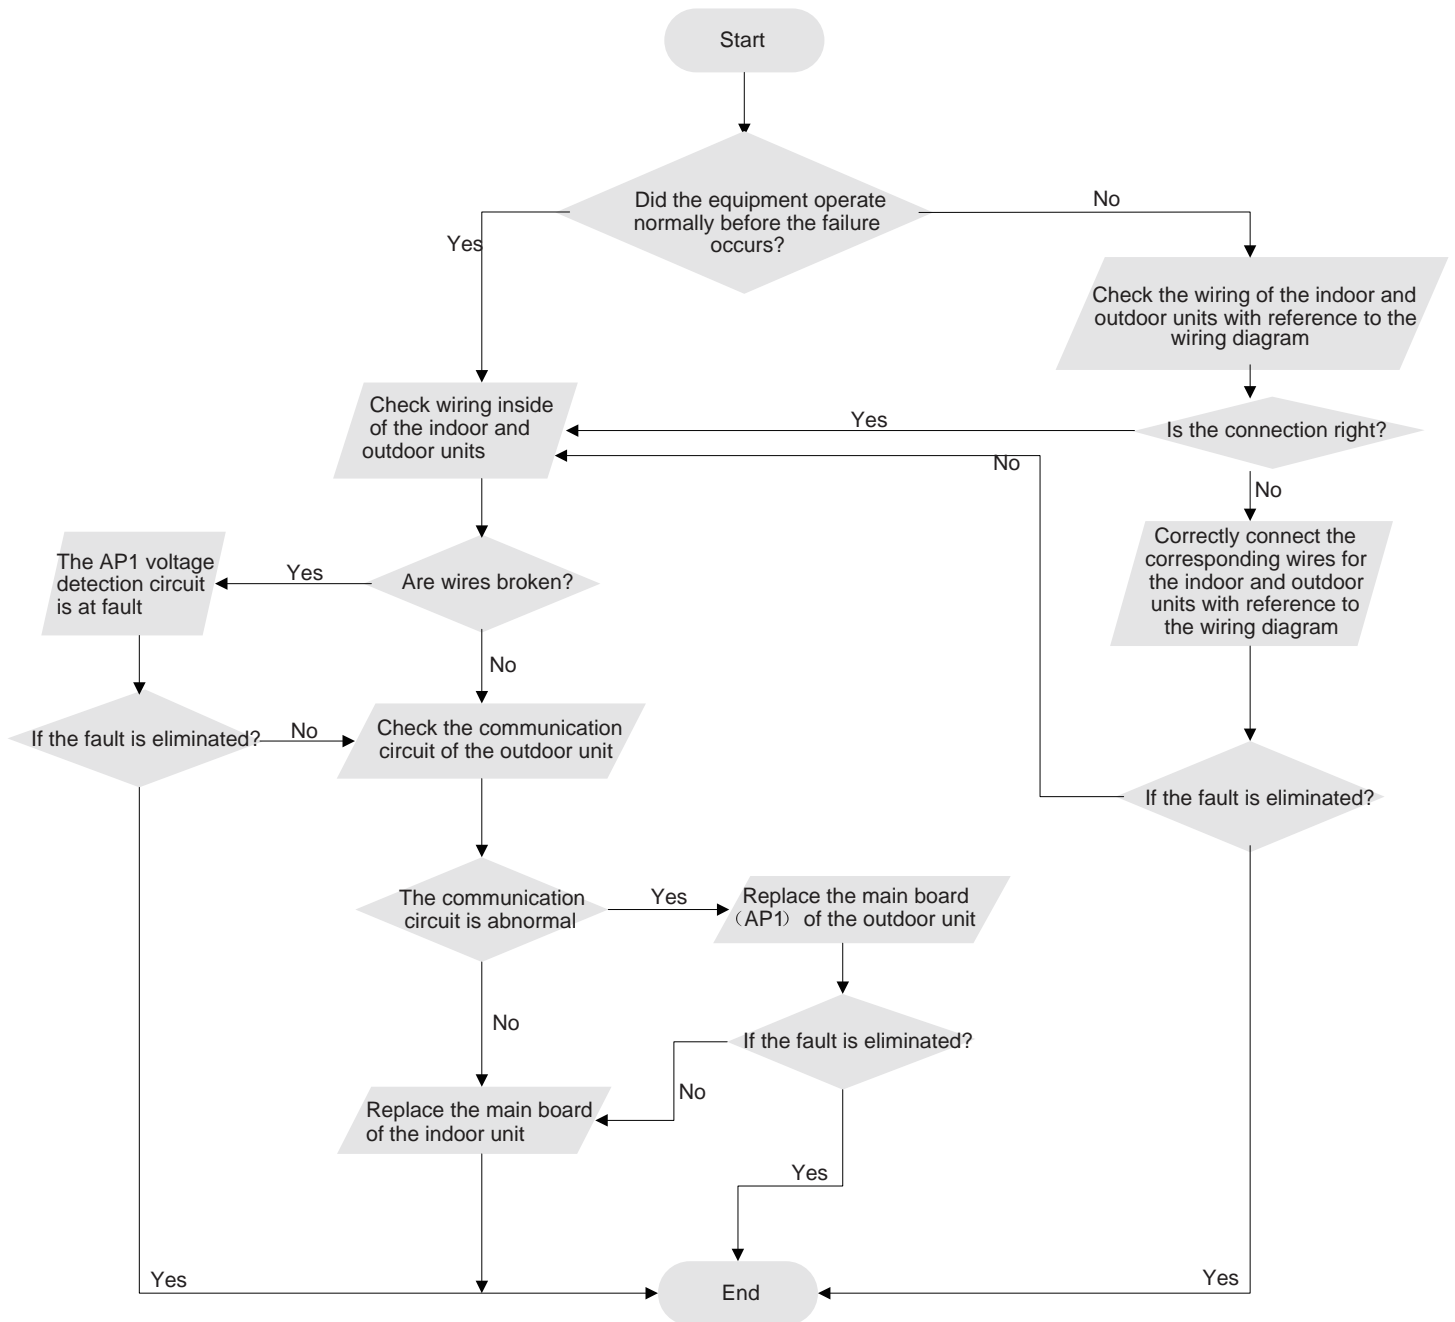 Start
Did the equipment operate
normally before the failure
occurs?
No
Yes
Check the wiring of the indoor and
outdoor units with reference to the
wiring diagram
Check wiring inside
of the indoor and
outdoor units
Yes
Is the connection right?
No
No
Correctly connect the
corresponding wires for
the indoor and outdoor
units with reference to
the wiring diagram
The AP1 voltage
detection circuit
is at fault
Yes
Are wires broken?
No
If the fault is eliminated?
No
Check the communication
circuit of the outdoor unit
If the fault is eliminated?
The communication
circuit is abnormal
Yes
Replace the main board
（AP1） of the outdoor unit
No
If the fault is eliminated?
No
Replace the main board
of the indoor unit
Yes
Yes
Yes
End